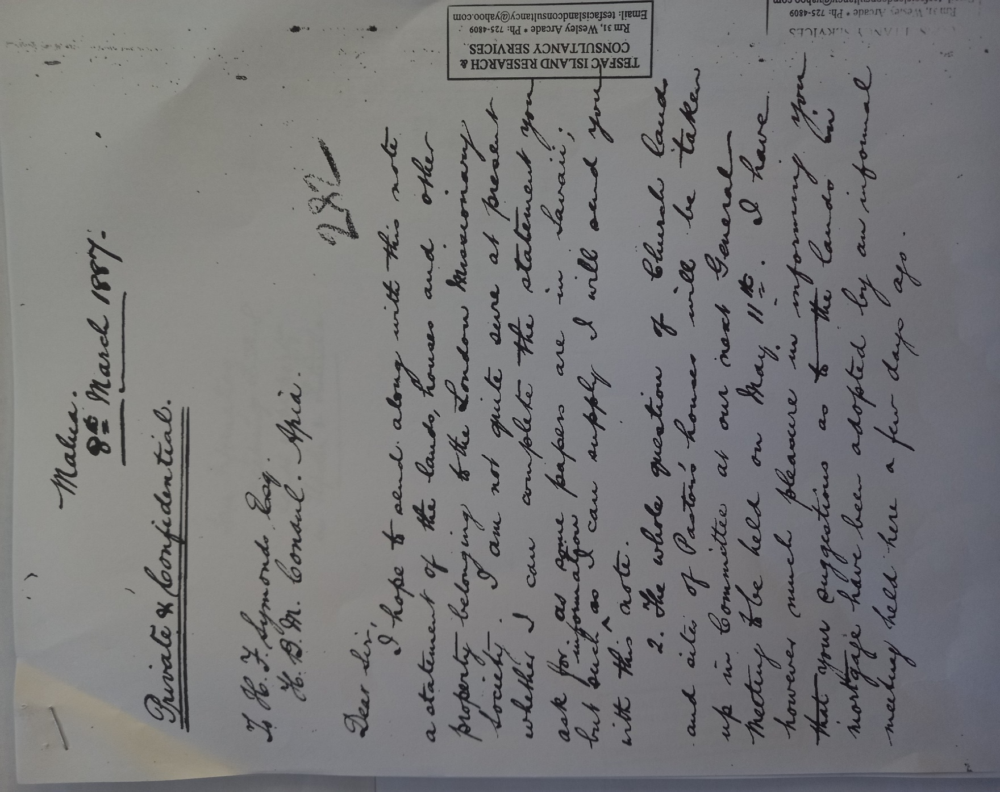 Malua.
8th March 1887.
Private & Confidential.
To H. F. Symonds Esq.
H. B. M. Consul. Apia.
282
Dear Sir,
I hope to send along with this note
a statement of the lands, houses and other
property belonging to the London Missionary
Society. I am not quite sure at present
whether I can complete the statement you
ask for as some papers are in Savaii;
but such information as I can supply I will send you
with this note.
2. The whole question of Church lands
and sites of Pastors' houses will be taken
up in Committee at our next General
Meeting to be held on May. 11th. I have
however much pleasure in informing you
that your suggestions as to the lands in
mortgage have been adopted by an informal
meeting held here a few days ago.
TESFAC ISLAND RESEARCH &
CONSULTANCY SERVICES
Rm 31, Wesley Arcade * Ph: 725-4809
Email: tesfacislandconsultancy@yahoo.com
SERVICES
Rm 31, Wesley Arcade * Ph: 725-4809